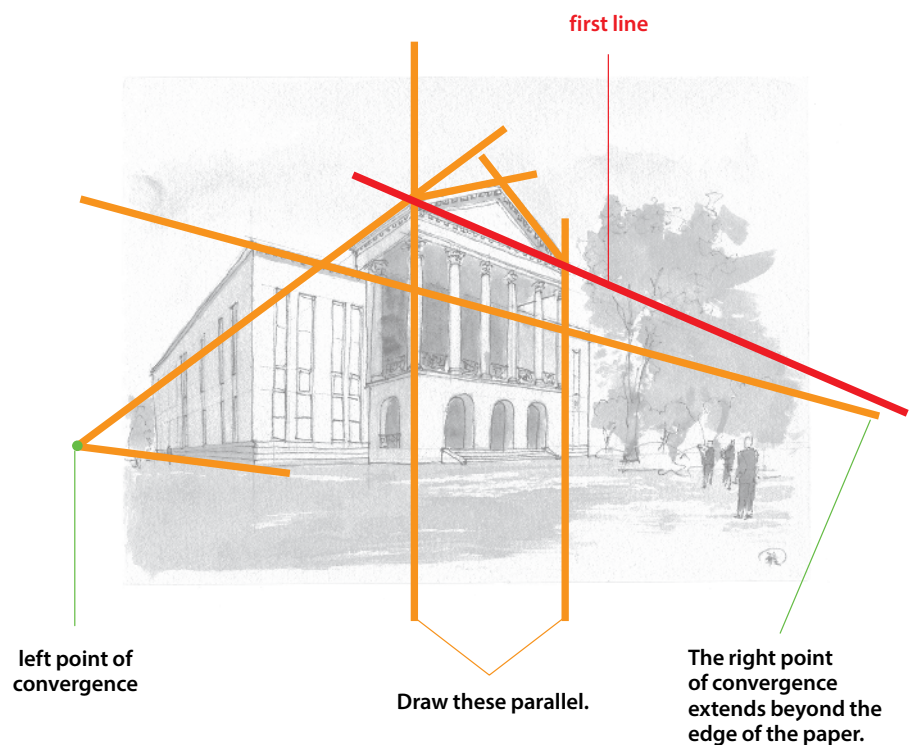 first line
left point of
convergence
Draw these parallel.
The right point
of convergence
extends beyond the
edge of the paper.